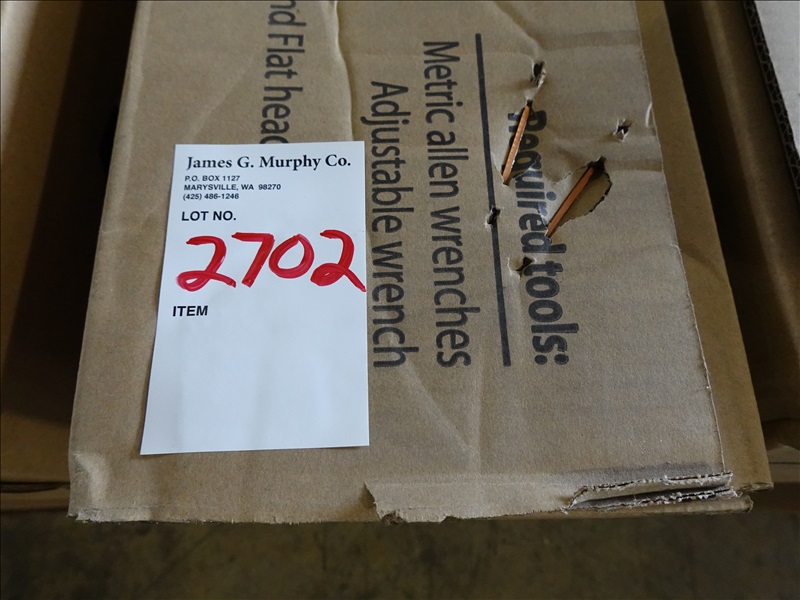 James G. Murphy Co.
P.O. BOX 1127
MARYSVILLE, WA 98270
(425) 486-1246
LOT NO.
2702
ITEM
Required tools:
Metric allen wrenches
Adjustable wrench
nd Flat head